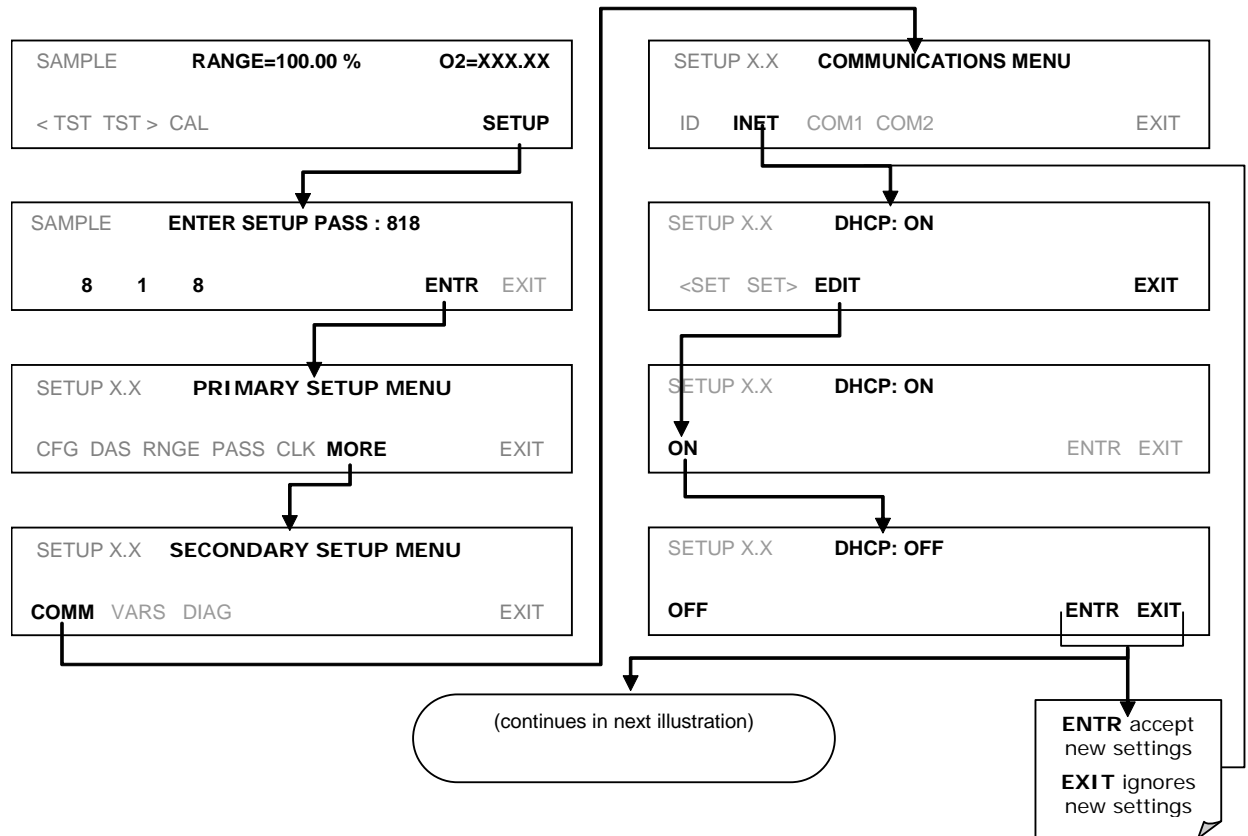 SAMPLE RANGE=100.00 % O2=XXX.XX
< TST TST > CAL SETUP
SAMPLE ENTER SETUP PASS : 818
8 1 8 ENTR EXIT
SETUP X.X PRIMARY SETUP MENU
CFG DAS RNGE PASS CLK MORE EXIT
SETUP X.X SECONDARY SETUP MENU
COMM VARS DIAG EXIT
SETUP X.X COMMUNICATIONS MENU
ID INET COM1 COM2 EXIT
SETUP X.X DHCP: ON
<SET SET> EDIT EXIT
SETUP X.X DHCP: ON
ON ENTR EXIT
SETUP X.X DHCP: OFF
OFF ENTR EXIT
(continues in next illustration)
ENTR accept
new settings
EXIT ignores
new settings